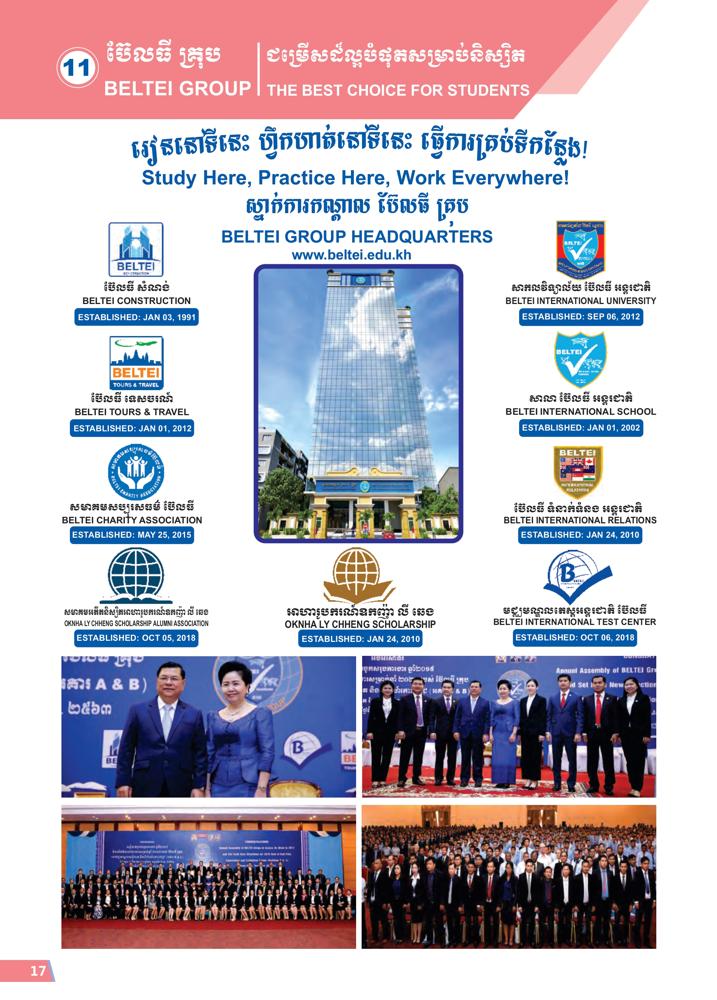 11
ប៊ែលធី គ្រុប
BELTEI GROUP
ជម្រើសដ៏ល្អបំផុតសម្រាប់និស្សិត
THE BEST CHOICE FOR STUDENTS
រៀននៅទីនេះ ហ្វឹកហាត់នៅទីនេះ ធ្វើការគ្រប់ទីកន្លែង!
Study Here, Practice Here, Work Everywhere!
ស្នាក់ការកណ្តាល ប៊ែលធី គ្រុប
BELTEI GROUP HEADQUARTERS
www.beltei.edu.kh
BELTEI
ប៊ែលធី សំណង់
BELTEI CONSTRUCTION
ESTABLISHED: JAN 03, 1991
BELTEI
TOURS & TRAVEL
ប៊ែលធី ទេសចរណ៍
BELTEI TOURS & TRAVEL
ESTABLISHED: JAN 01, 2012
BELTEI CHARITY ASSOCIATION
សមាគមសប្បុរសធម៌ ប៊ែលធី
BELTEI CHARITY ASSOCIATION
ESTABLISHED: MAY 25, 2015
សមាគមអតីតនិស្សិតអាហារូបករណ៍ឧកញ៉ា លី ឆេង
OKNHA LY CHHENG SCHOLARSHIP ALUMNI ASSOCIATION
ESTABLISHED: OCT 05, 2018
អាហារូបករណ៍ឧកញ៉ា លី ឆេង
OKNHA LY CHHENG SCHOLARSHIP
ESTABLISHED: JAN 24, 2010
BELTEI
សាកលវិទ្យាល័យ ប៊ែលធី អន្តរជាតិ
BELTEI INTERNATIONAL UNIVERSITY
ESTABLISHED: SEP 06, 2012
BELTEI
សាលា ប៊ែលធី អន្តរជាតិ
BELTEI INTERNATIONAL SCHOOL
ESTABLISHED: JAN 01, 2002
BELTEI
ប៊ែលធី ទំនាក់ទំនង អន្តរជាតិ
BELTEI INTERNATIONAL RELATIONS
ESTABLISHED: JAN 24, 2010
មជ្ឈមណ្ឌលតេស្តអន្តរជាតិ ប៊ែលធី
BELTEI INTERNATIONAL TEST CENTER
ESTABLISHED: OCT 06, 2018
A & B)
២៥៦៣
Annual Assembly of BELTEI Gr
17